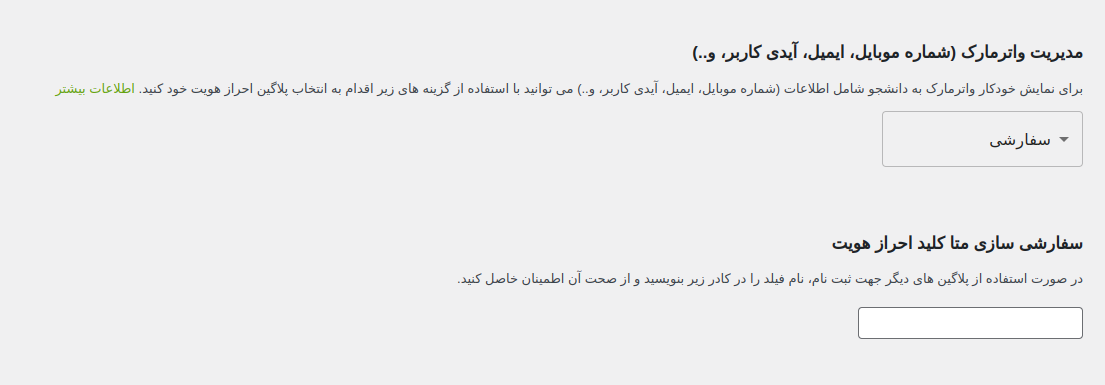 مدیریت واترمارک (شماره موبایل، ایمیل، آیدی کاربر، و..)
برای نمایش خودکار واترمارک به دانشجو شامل اطلاعات (شماره موبایل، ایمیل، آیدی کاربر، و..) می توانید با استفاده از گزینه های زیر اقدام به انتخاب پلاگین احراز هویت خود کنید. اطلاعات بیشتر
سفارشی
سفارشی سازی متا کلید احراز هویت
در صورت استفاده از پلاگین های دیگر جهت ثبت نام، نام فیلد را در کادر زیر بنویسید و از صحت آن اطمینان حاصل کنید.